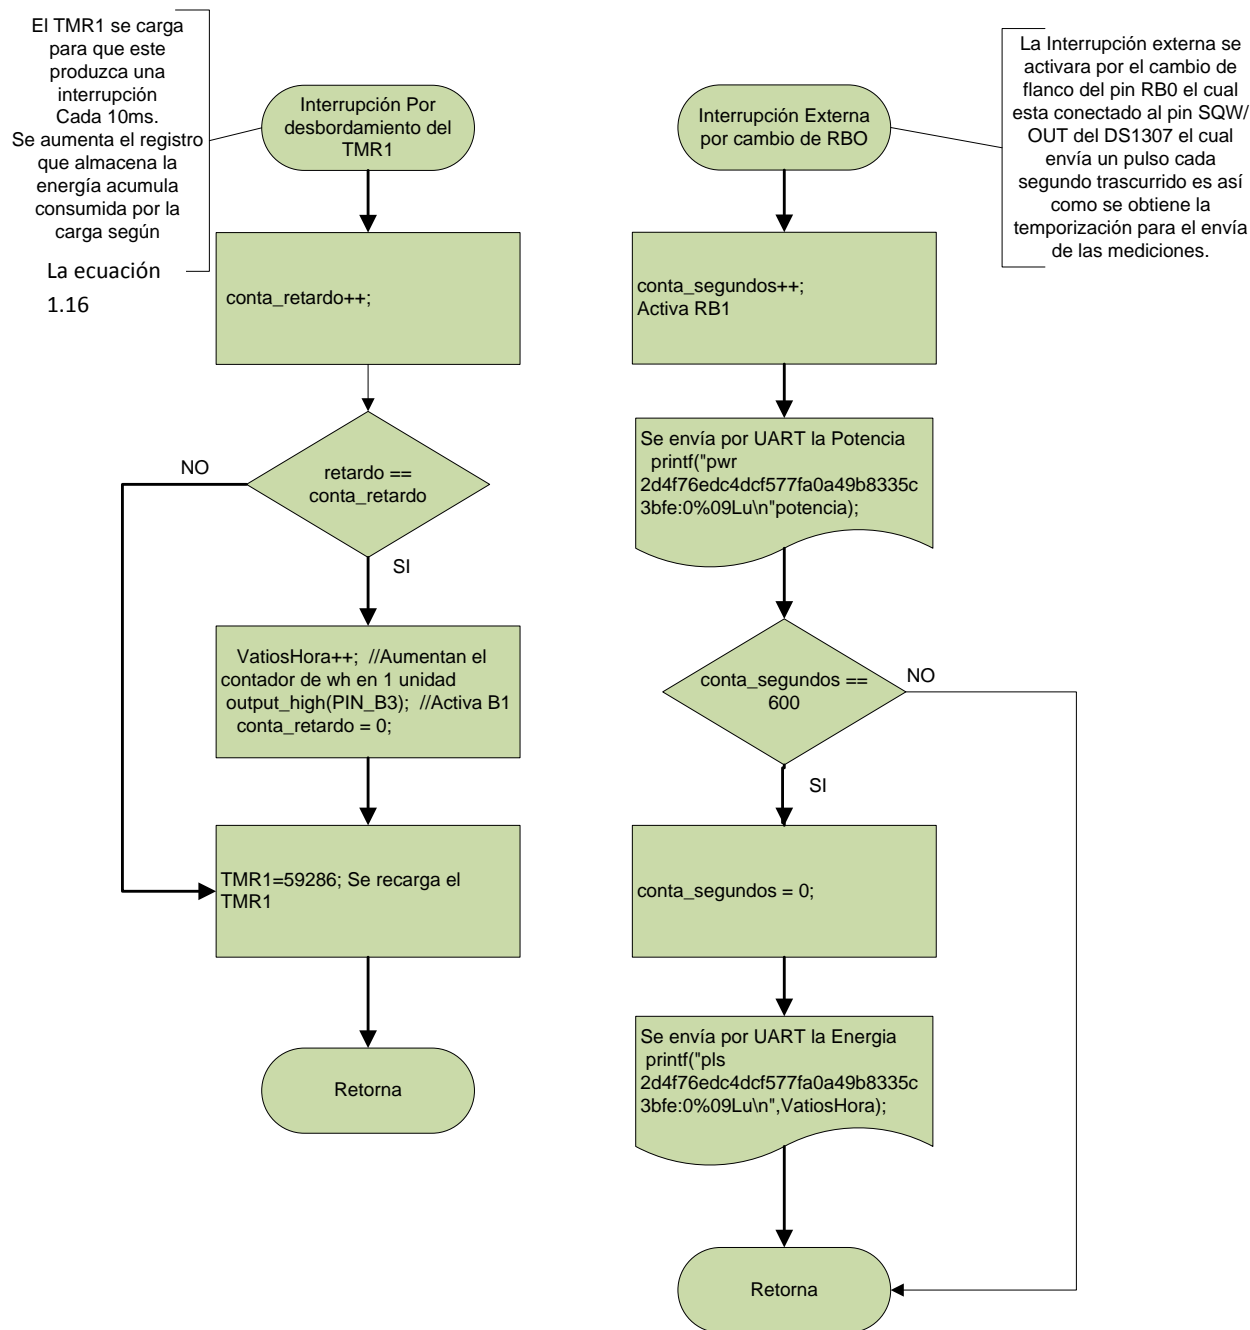 El TMR1 se carga
para que este
produzca una
interrupción
Cada 10ms.
Se aumenta el registro
que almacena la
energía acumula
consumida por la
carga según
La ecuación
1.16
Interrupción Por
desbordamiento del
TMR1
conta_retardo++;
retardo ==
conta_retardo
NO
SI
VatiosHora++; //Aumentan el
contador de wh en 1 unidad
output_high(PIN_B3); //Activa B1
conta_retardo = 0;
TMR1=59286; Se recarga el
TMR1
Retorna
Interrupción Externa
por cambio de RBO
La Interrupción externa se
activara por el cambio de
flanco del pin RB0 el cual
esta conectado al pin SQW/
OUT del DS1307 el cual
envía un pulso cada
segundo trascurrido es así
como se obtiene la
temporización para el envía
de las mediciones.
conta_segundos++;
Activa RB1
Se envía por UART la Potencia
printf("pwr
2d4f76edc4dcf577fa0a49b8335c
3bfe:0%09Lu\n"potencia);
conta_segundos ==
600
NO
SI
conta_segundos = 0;
Se envía por UART la Energia
printf("pls
2d4f76edc4dcf577fa0a49b8335c
3bfe:0%09Lu\n",VatiosHora);
Retorna